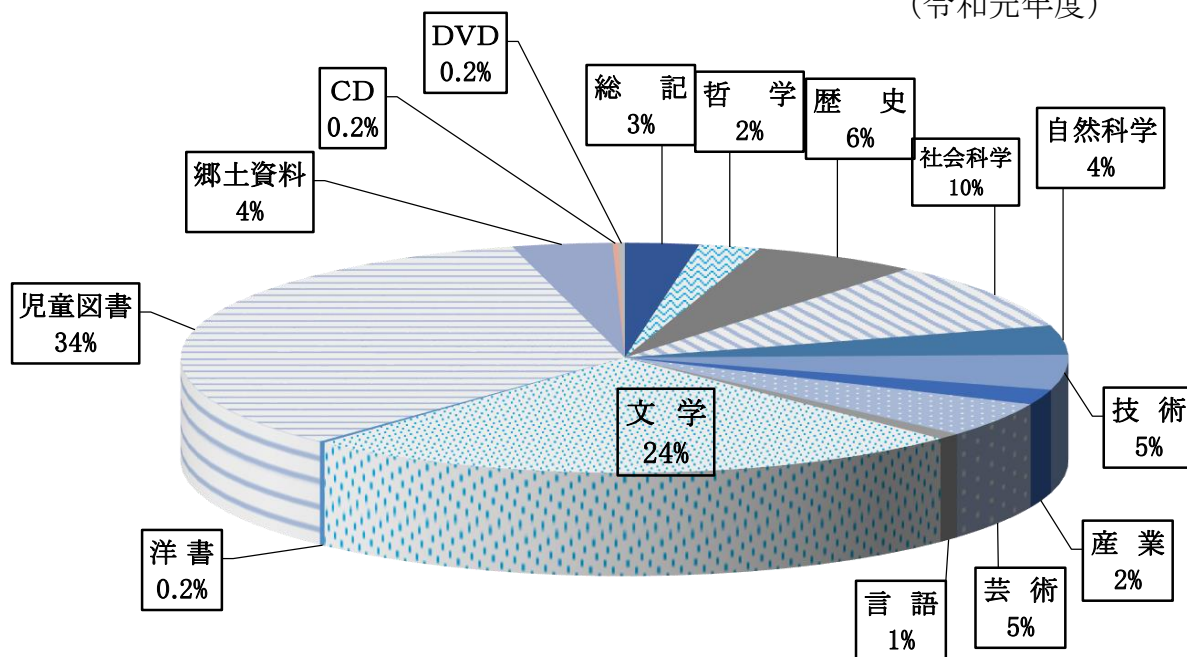 (令和元年度)
DVD
0.2%
CD
0.2%
総 記
3%
哲 学
2%
歴 史
6%
社会科学
10%
自然科学
4%
郷土資料
4%
児童図書
34%
文 学
24%
技 術
5%
産 業
2%
芸 術
5%
言 語
1%
洋 書
0.2%